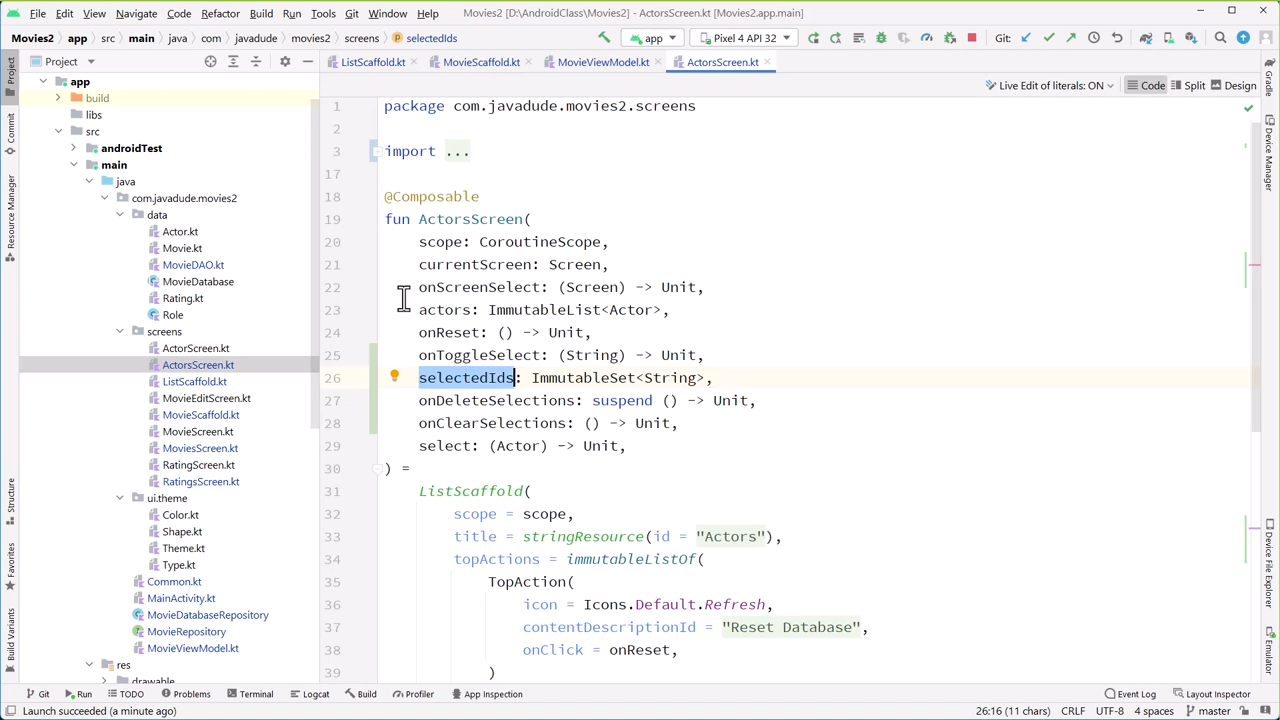 File Edit View Navigate Code Refactor Build Run Tools Git Window Help Movies2 [D:\AndroidClass\Movies2] - ActorsScreen.kt [Movies2.app.main]
Movies2 app src main java com javadude movies2 screens selectedIds app Pixel 4 API 32 Git:
Project ListScaffold.kt MovieScaffold.kt MovieViewModel.kt ActorsScreen.kt
Live Edit of literals: ON Code Split Design
Project
Commit
Resource Manager
Structure
Favorites
Build Variants
app
build
libs
src
androidTest
main
java
com.javadude.movies2
data
Actor.kt
Movie.kt
MovieDAO.kt
MovieDatabase
Rating.kt
Role
screens
ActorScreen.kt
ActorsScreen.kt
ListScaffold.kt
MovieEditScreen.kt
MovieScaffold.kt
MovieScreen.kt
MoviesScreen.kt
RatingScreen.kt
RatingsScreen.kt
ui.theme
Color.kt
Shape.kt
Theme.kt
Type.kt
Common.kt
MainActivity.kt
MovieDatabaseRepository
MovieRepository
MovieViewModel.kt
res
drawable
1 package com.javadude.movies2.screens
2
3 import ...
17
18 @Composable
19 fun ActorsScreen(
20 scope: CoroutineScope,
21 currentScreen: Screen,
22 onScreenSelect: (Screen) -> Unit,
23 actors: ImmutableList<Actor>,
24 onReset: () -> Unit,
25 onToggleSelect: (String) -> Unit,
26 selectedIds: ImmutableSet<String>,
27 onDeleteSelections: suspend () -> Unit,
28 onClearSelections: () -> Unit,
29 select: (Actor) -> Unit,
30 ) =
31 ListScaffold(
32 scope = scope,
33 title = stringResource(id = "Actors"),
34 topActions = immutableListOf(
35 TopAction(
36 icon = Icons.Default.Refresh,
37 contentDescriptionId = "Reset Database",
38 onClick = onReset,
39 )
Gradle
Device Manager
Device File Explorer
Emulator
Git Run TODO Problems Terminal Logcat Build Profiler App Inspection Event Log Layout Inspector
Launch succeeded (a minute ago) 26:16 (11 chars) CRLF UTF-8 4 spaces master